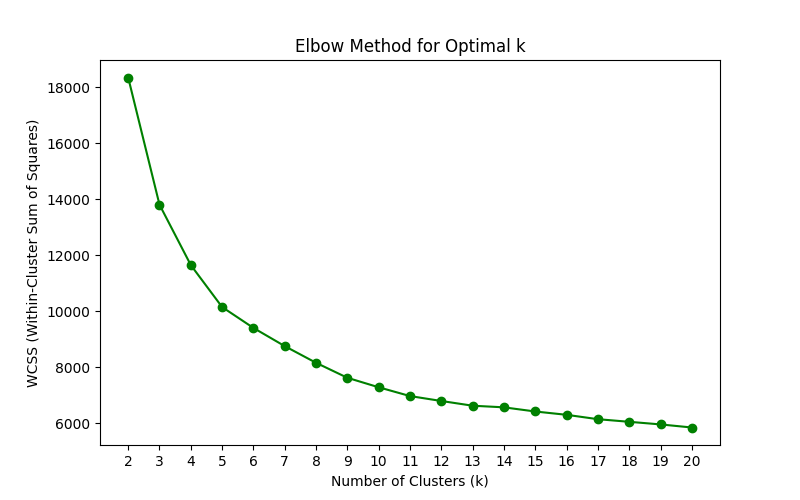 Elbow Method for Optimal k
WCSS (Within-Cluster Sum of Squares)
18000
16000
14000
12000
10000
8000
6000
2 3 4 5 6 7 8 9 10 11 12 13 14 15 16 17 18 19 20
Number of Clusters (k)